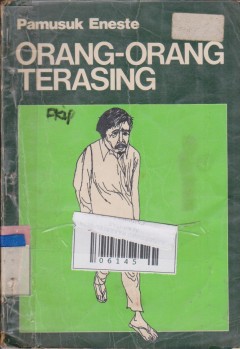 Pamusuk Eneste
ORANG-ORANG
TERASING
06145